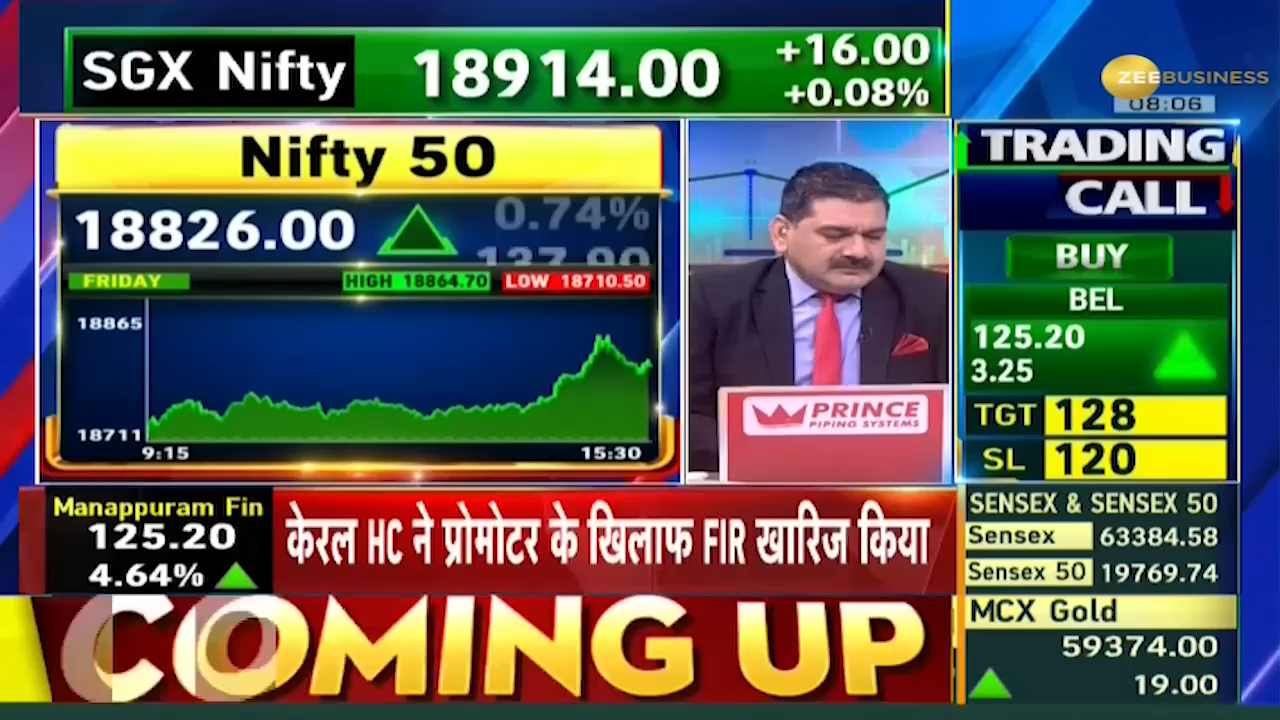 SGX Nifty
18914.00
+16.00
+0.08%
ZEEBUSINESS
08:06
Nifty 50
18826.00
0.74%
137.90
FRIDAY
HIGH 18864.70
LOW 18710.50
18865
18711
9:15
15:30
PRINCE
PIPING SYSTEMS
TRADING
CALL
BUY
BEL
125.20
3.25
TGT 128
SL 120
Manappuram Fin
125.20
4.64%
केरल HC ने प्रोमोटर के खिलाफ FIR खारिज किया
SENSEX & SENSEX 50
Sensex 63384.58
Sensex 50 19769.74
MCX Gold
59374.00
19.00
COMING UP